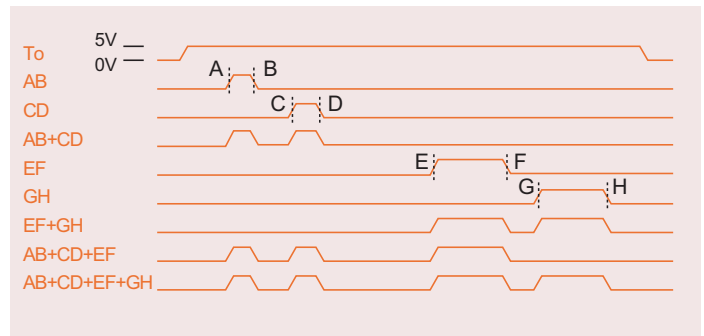 5V
To
0V
A B
AB
C D
CD
AB+CD
E F
EF
G H
GH
EF+GH
AB+CD+EF
AB+CD+EF+GH